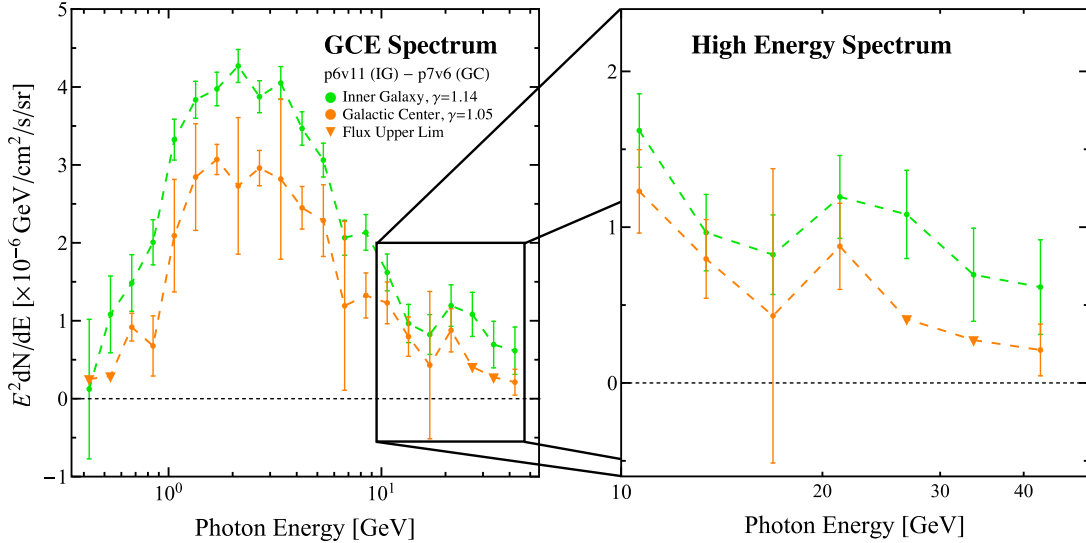 GCE Spectrum
p6v11 (IG) − p7v6 (GC)
Inner Galaxy, γ=1.14
Galactic Center, γ=1.05
Flux Upper Lim
E²dN/dE [×10⁻⁶ GeV/cm²/s/sr]
5
4
3
2
1
0
−1
10⁰
10¹
Photon Energy [GeV]
High Energy Spectrum
2
1
0
10
20
30
40
Photon Energy [GeV]